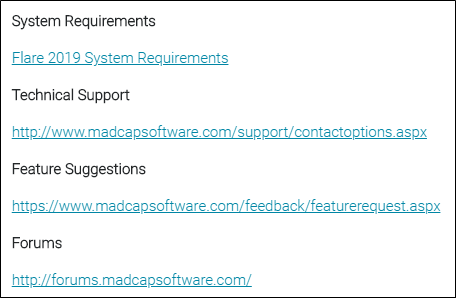 System Requirements
Flare 2019 System Requirements
Technical Support
http://www.madcapsoftware.com/support/contactoptions.aspx
Feature Suggestions
https://www.madcapsoftware.com/feedback/featurerequest.aspx
Forums
http://forums.madcapsoftware.com/